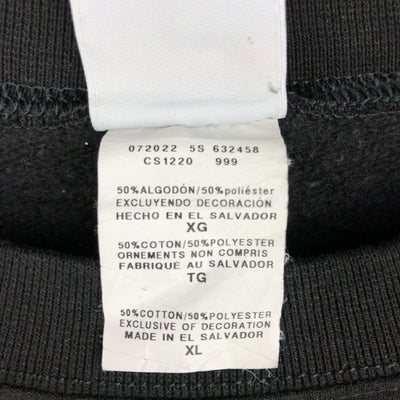 072022 5S 632458
CS1220 999
50%ALGODÓN/50%poliéster
EXCLUYENDO DECORACIÓN
HECHO EN EL SALVADOR
XG
50%COTON/50%POLYESTER
ORNEMENTS NON COMPRIS
FABRIQUE AU SALVADOR
TG
50%COTTON/50%POLYESTER
EXCLUSIVE OF DECORATION
MADE IN EL SALVADOR
XL